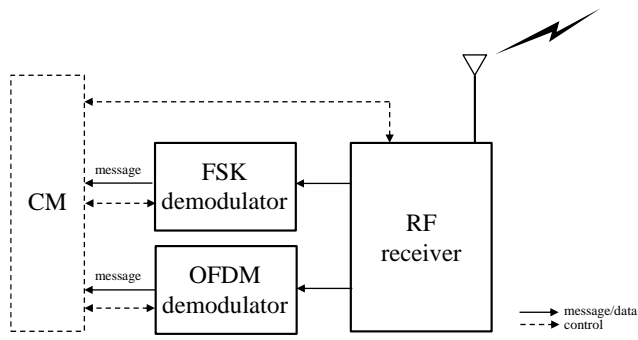 CM
message
FSK
demodulator
message
OFDM
demodulator
RF
receiver
message/data
control